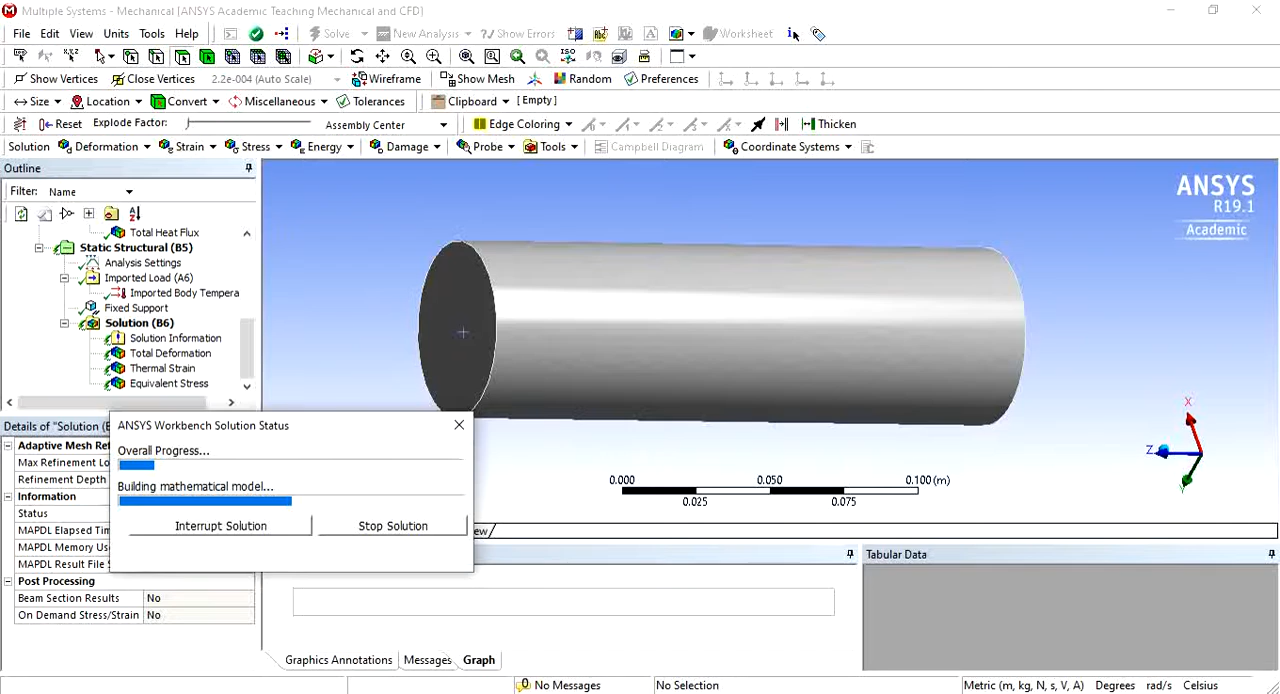 Multiple Systems - Mechanical [ANSYS Academic Teaching Mechanical and CFD]
File Edit View Units Tools Help Solve New Analysis ?/ Show Errors Worksheet
Show Vertices Close Vertices 2.2e-004 (Auto Scale) Wireframe Show Mesh Random Preferences
Size Location Convert Miscellaneous Tolerances Clipboard [Empty]
Reset Explode Factor: Assembly Center Edge Coloring Thicken
Solution Deformation Strain Stress Energy Damage Probe Tools Campbell Diagram Coordinate Systems
Outline
Filter: Name
Total Heat Flux
Static Structural (B5)
Analysis Settings
Imported Load (A6)
Imported Body Tempera
Fixed Support
Solution (B6)
Solution Information
Total Deformation
Thermal Strain
Equivalent Stress
ANSYS
R19.1
Academic
X
Z
Y
0.000 0.050 0.100 (m)
0.025 0.075
Details of "Solution (B
Adaptive Mesh Ref
Max Refinement Lo
Refinement Depth
Information
Status
MAPDL Elapsed Tim
MAPDL Memory Us
MAPDL Result File S
Post Processing
Beam Section Results No
On Demand Stress/Strain No
ANSYS Workbench Solution Status
Overall Progress...
Building mathematical model...
Interrupt Solution Stop Solution
ew
Tabular Data
Graphics Annotations Messages Graph
0 No Messages No Selection Metric (m, kg, N, s, V, A) Degrees rad/s Celsius